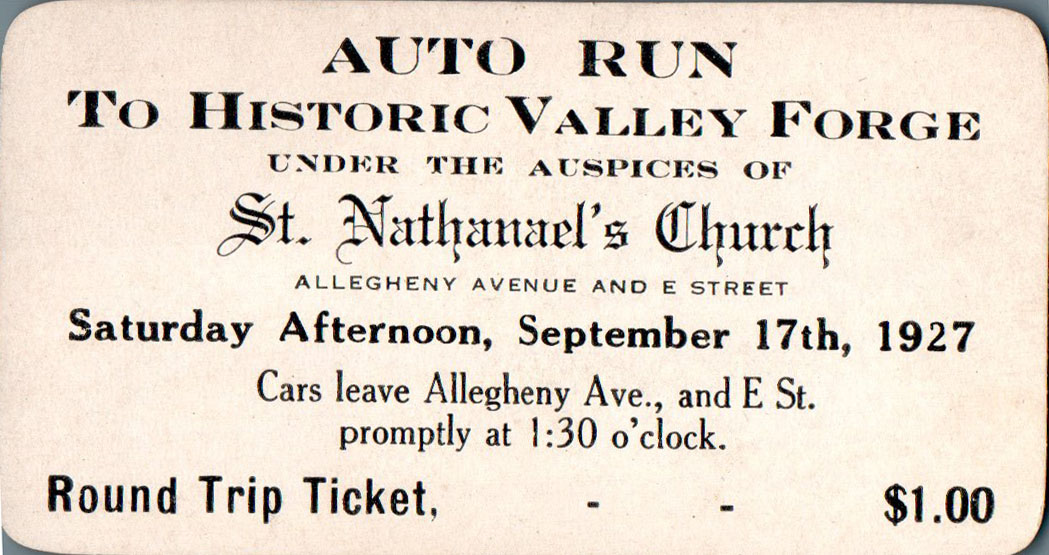 AUTO RUN
TO HISTORIC VALLEY FORGE
UNDER THE AUSPICES OF
St. Nathanael's Church
ALLEGHENY AVENUE AND E STREET
Saturday Afternoon, September 17th, 1927
Cars leave Allegheny Ave., and E St.
promptly at 1:30 o'clock.
Round Trip Ticket, - - $1.00